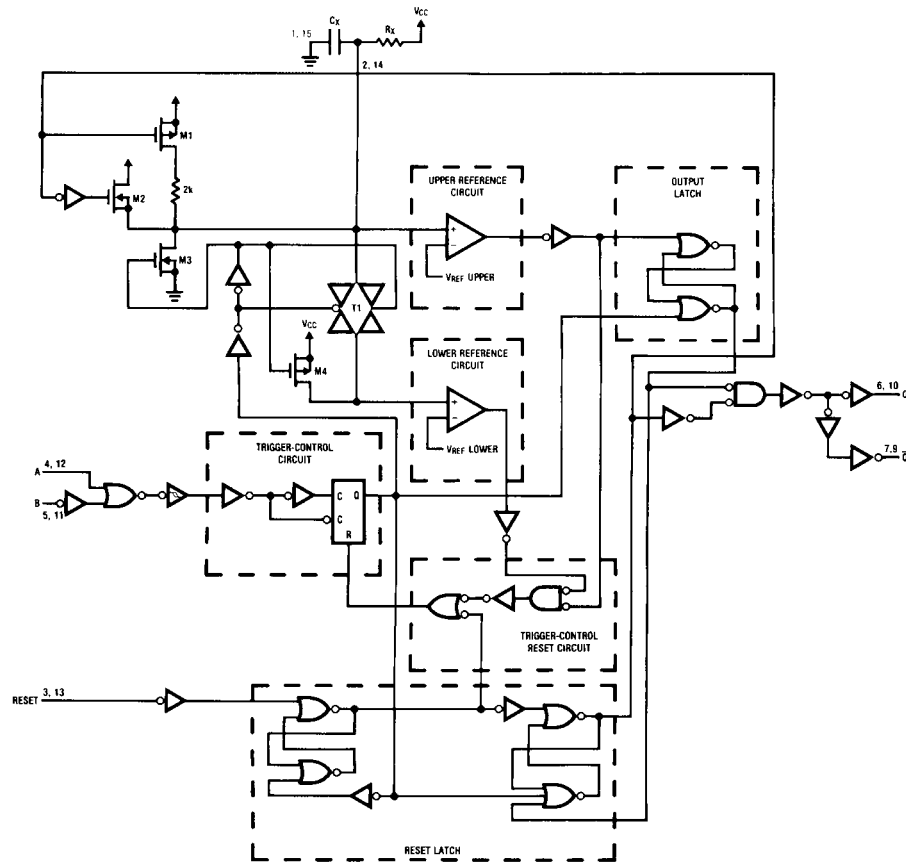 VCC
CX
RX
1, 15
2, 14
M1
2k
M2
M3
UPPER REFERENCE
CIRCUIT
+
−
VREF UPPER
OUTPUT
LATCH
T1
VCC
M4
LOWER REFERENCE
CIRCUIT
+
−
VREF LOWER
6, 10
Q
7,9
Q̅
TRIGGER-CONTROL
CIRCUIT
4, 12
A
B
5, 11
C Q
C
R
TRIGGER-CONTROL
RESET CIRCUIT
RESET
3, 13
RESET LATCH